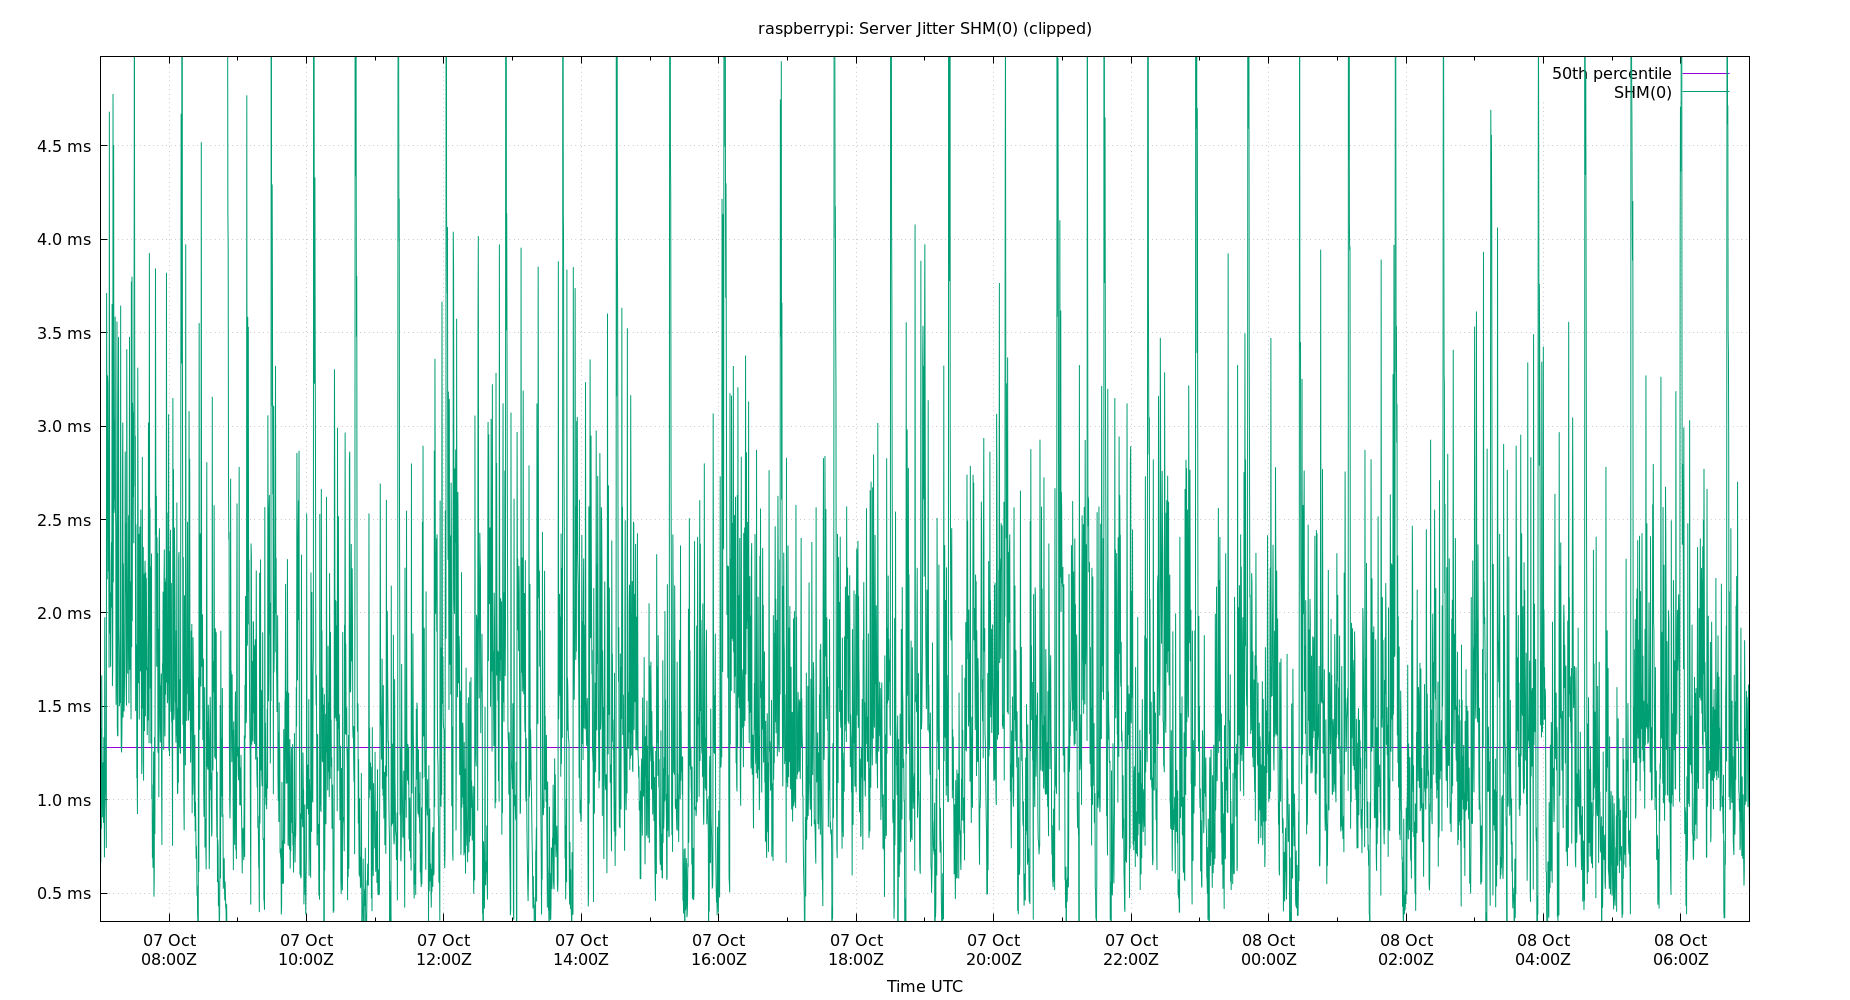 raspberrypi: Server Jitter SHM(0) (clipped)
50th percentile
SHM(0)
4.5 ms
4.0 ms
3.5 ms
3.0 ms
2.5 ms
2.0 ms
1.5 ms
1.0 ms
0.5 ms
07 Oct 07 Oct 07 Oct 07 Oct 07 Oct 07 Oct 07 Oct 07 Oct 08 Oct 08 Oct 08 Oct 08 Oct
08:00Z 10:00Z 12:00Z 14:00Z 16:00Z 18:00Z 20:00Z 22:00Z 00:00Z 02:00Z 04:00Z 06:00Z
Time UTC